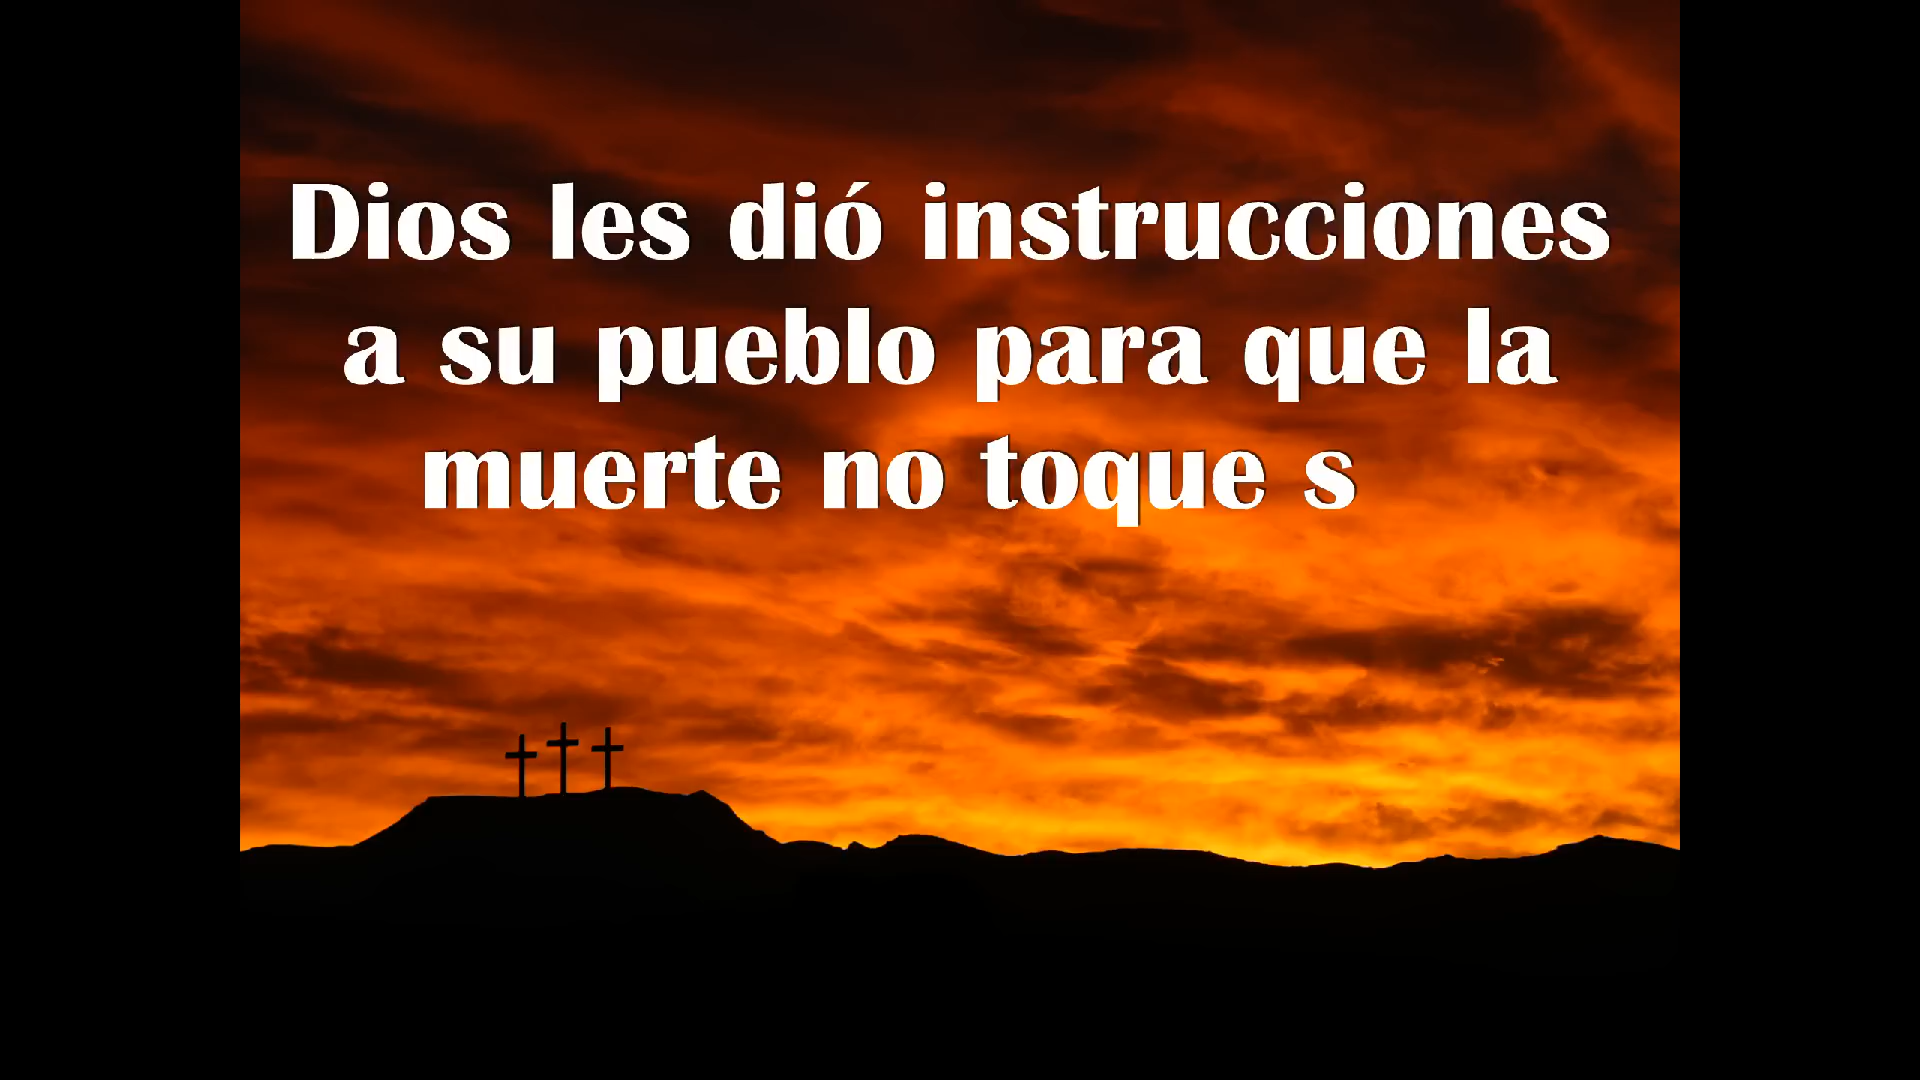 Dios les dió instrucciones
a su pueblo para que la
muerte no toque s